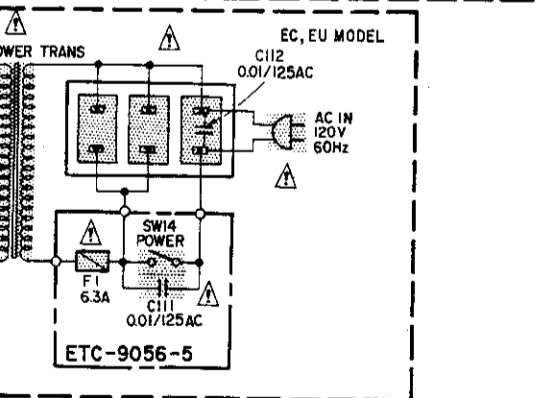 EC, EU MODEL
OWER TRANS
C112
0.01/125AC
AC IN
120V
60Hz
SW14
POWER
F1
6.3A
C111
0.01/125AC
ETC-9056-5